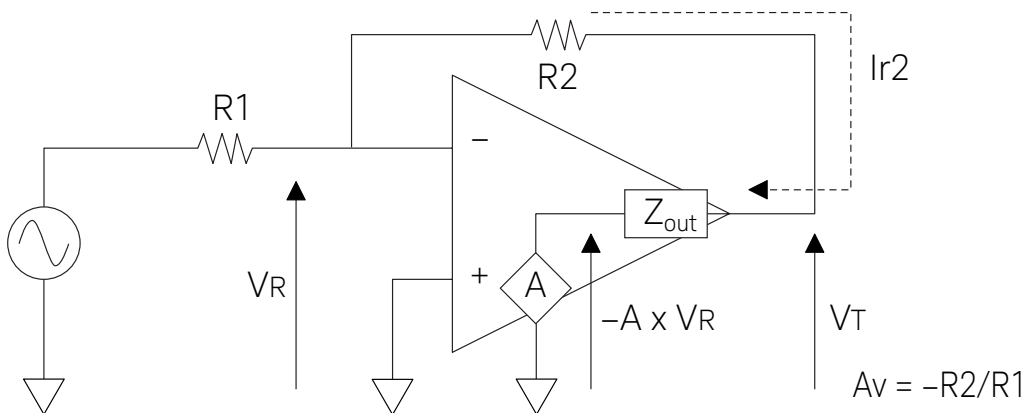 R2
Ir2
R1
−
Zout
VR
+
A
–A x VR
VT
Av = –R2/R1